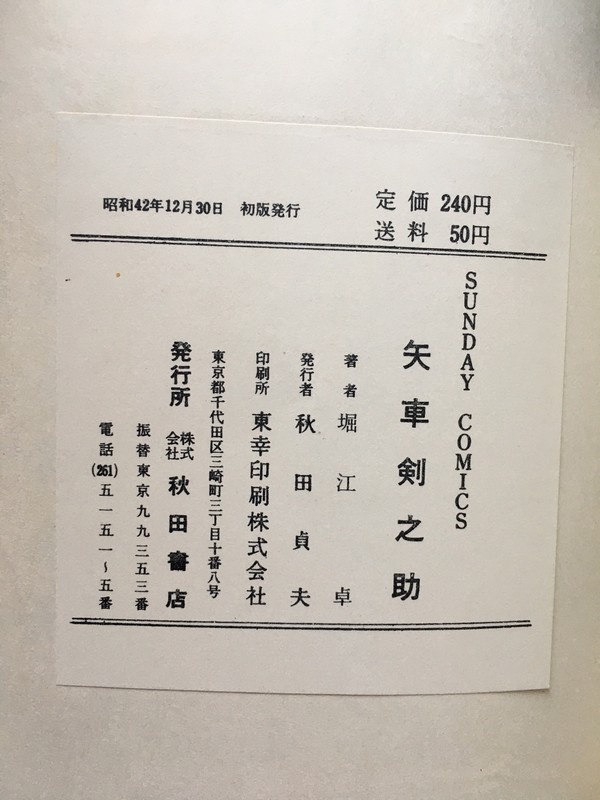 昭和42年12月30日 初版発行
定価 240円
送料 50円
SUNDAY COMICS
矢車剣之助
著者 堀江卓
発行者 秋田貞夫
印刷所 東幸印刷株式会社
東京都千代田区三崎町三丁目十番八号
発行所 株式会社 秋田書店
振替東京九九三五三番
電話(261)五一五一〜五番